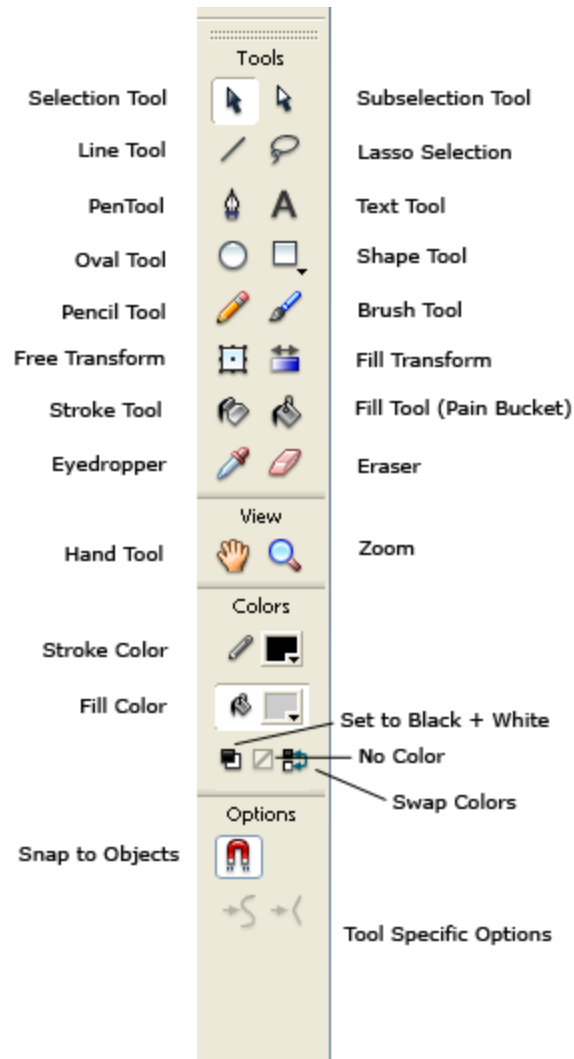 Tools
Selection Tool
Subselection Tool
Line Tool
Lasso Selection
PenTool
A
Text Tool
Oval Tool
Shape Tool
Pencil Tool
Brush Tool
Free Transform
Fill Transform
Stroke Tool
Fill Tool (Pain Bucket)
Eyedropper
Eraser
View
Hand Tool
Zoom
Colors
Stroke Color
Fill Color
Set to Black + White
No Color
Swap Colors
Options
Snap to Objects
Tool Specific Options